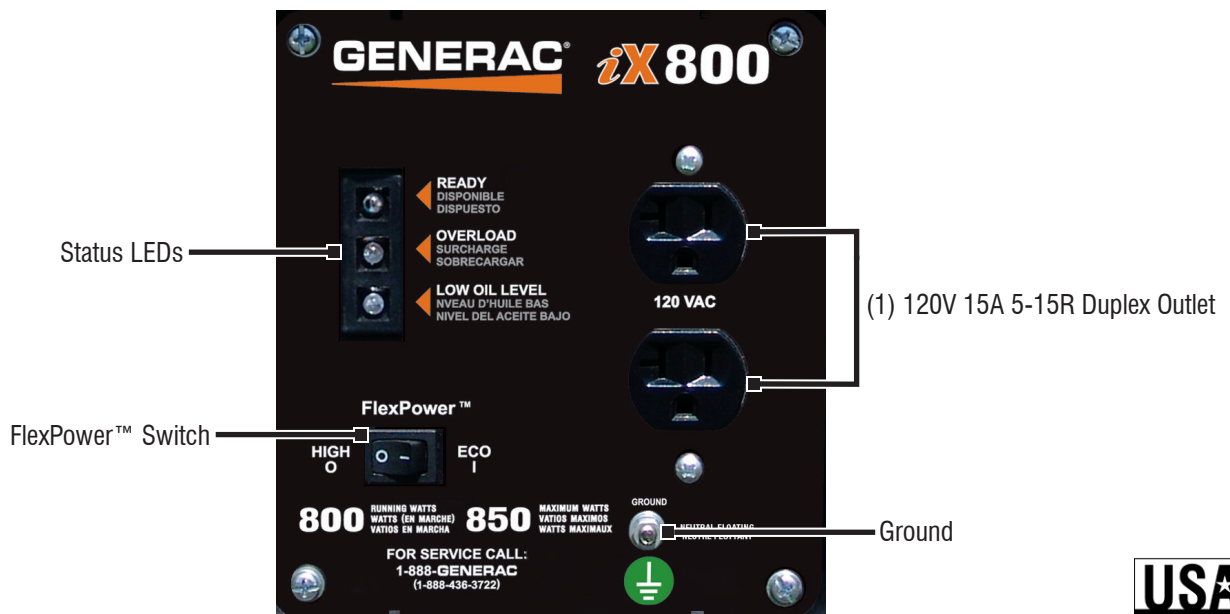 GENERAC® iX800
READY
DISPONIBLE
DISPUESTO
OVERLOAD
SURCHARGE
SOBRECARGAR
LOW OIL LEVEL
NVEAU D'HUILE BAS
NIVEL DEL ACEITE BAJO
Status LEDs
120 VAC
(1) 120V 15A 5-15R Duplex Outlet
FlexPower™
FlexPower™ Switch
HIGH
O
O -
ECO
I
800
RUNNING WATTS
WATTS (EN MARCHE)
VATIOS EN MARCHA
850
MAXIMUM WATTS
VATIOS MAXIMOS
WATTS MAXIMAUX
GROUND
NEUTRAL FLOATING
NEUTRE FLOTTANT
Ground
FOR SERVICE CALL:
1-888-GENERAC
(1-888-436-3722)
USA